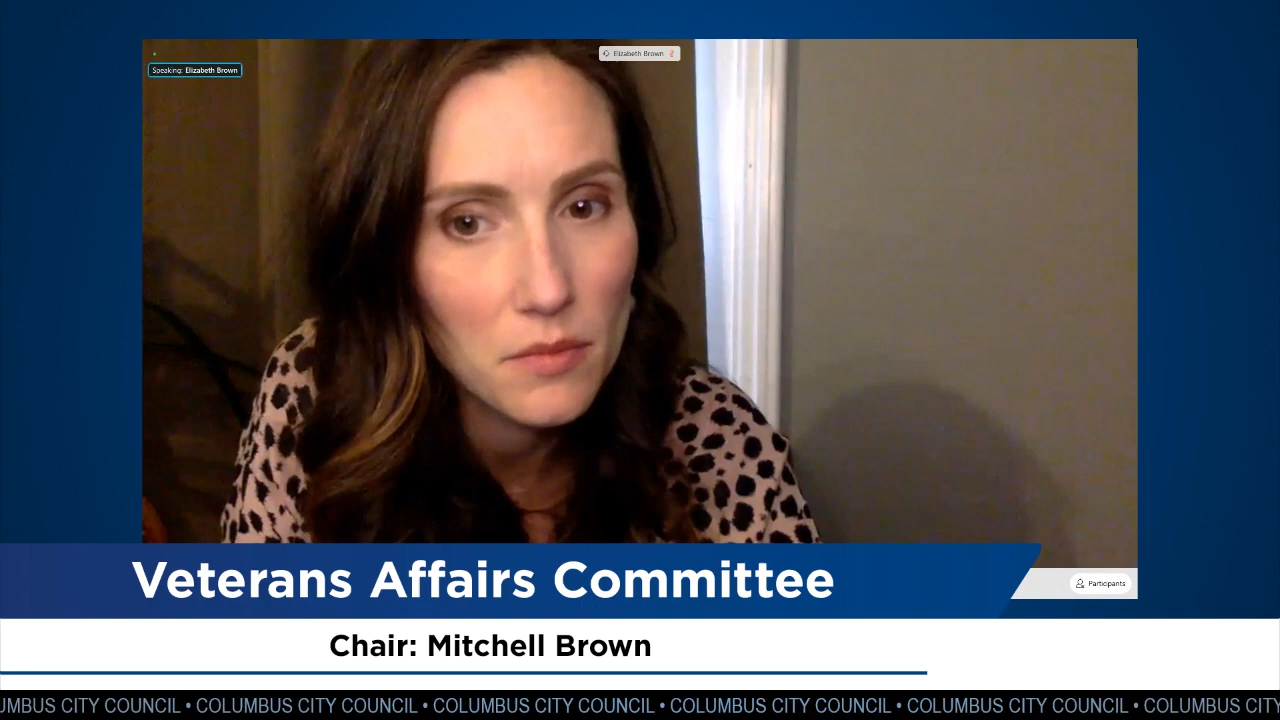 Elizabeth Brown
Speaking: Elizabeth Brown
Participants
Veterans Affairs Committee
Chair: Mitchell Brown
UMBUS CITY COUNCIL • COLUMBUS CITY COUNCIL • COLUMBUS CITY COUNCIL • COLUMBUS CITY COUNCIL • COLUMBUS CITY COUNCIL • COLUMBUS CITY